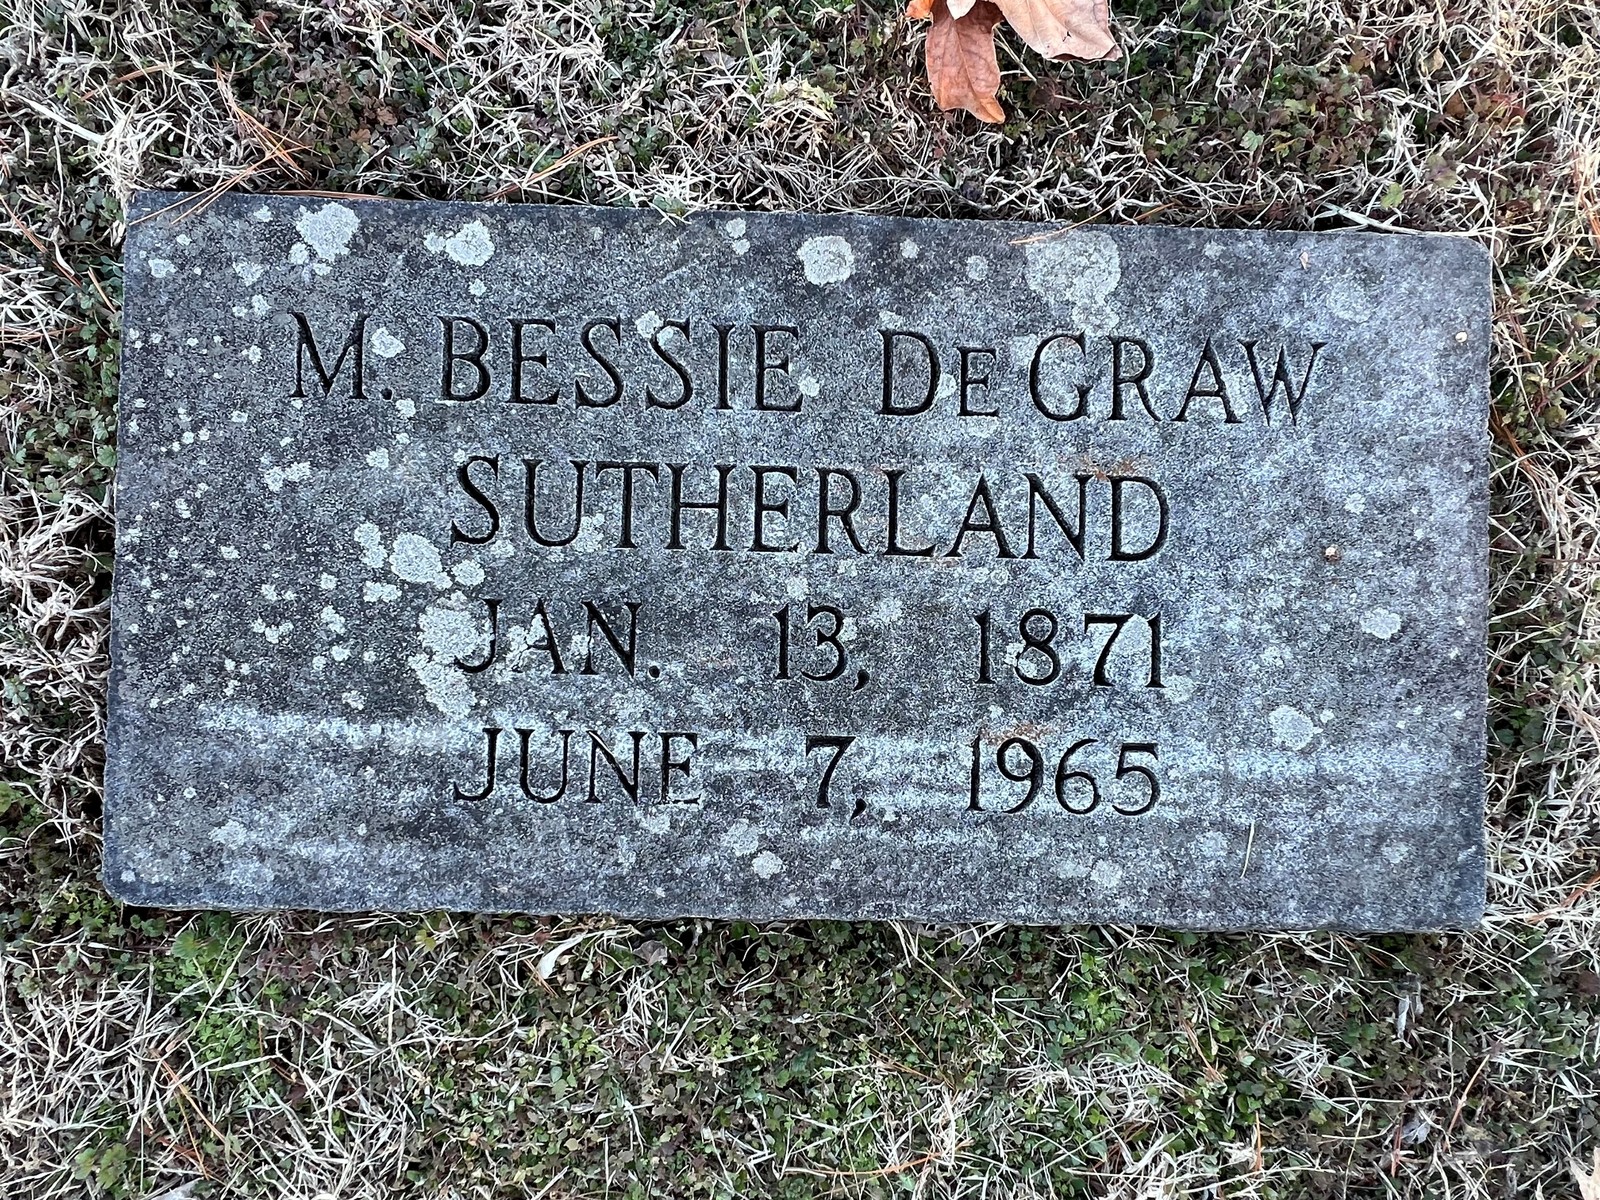 M. BESSIE DeGRAW
SUTHERLAND
JAN. 13, 1871
JUNE 7, 1965